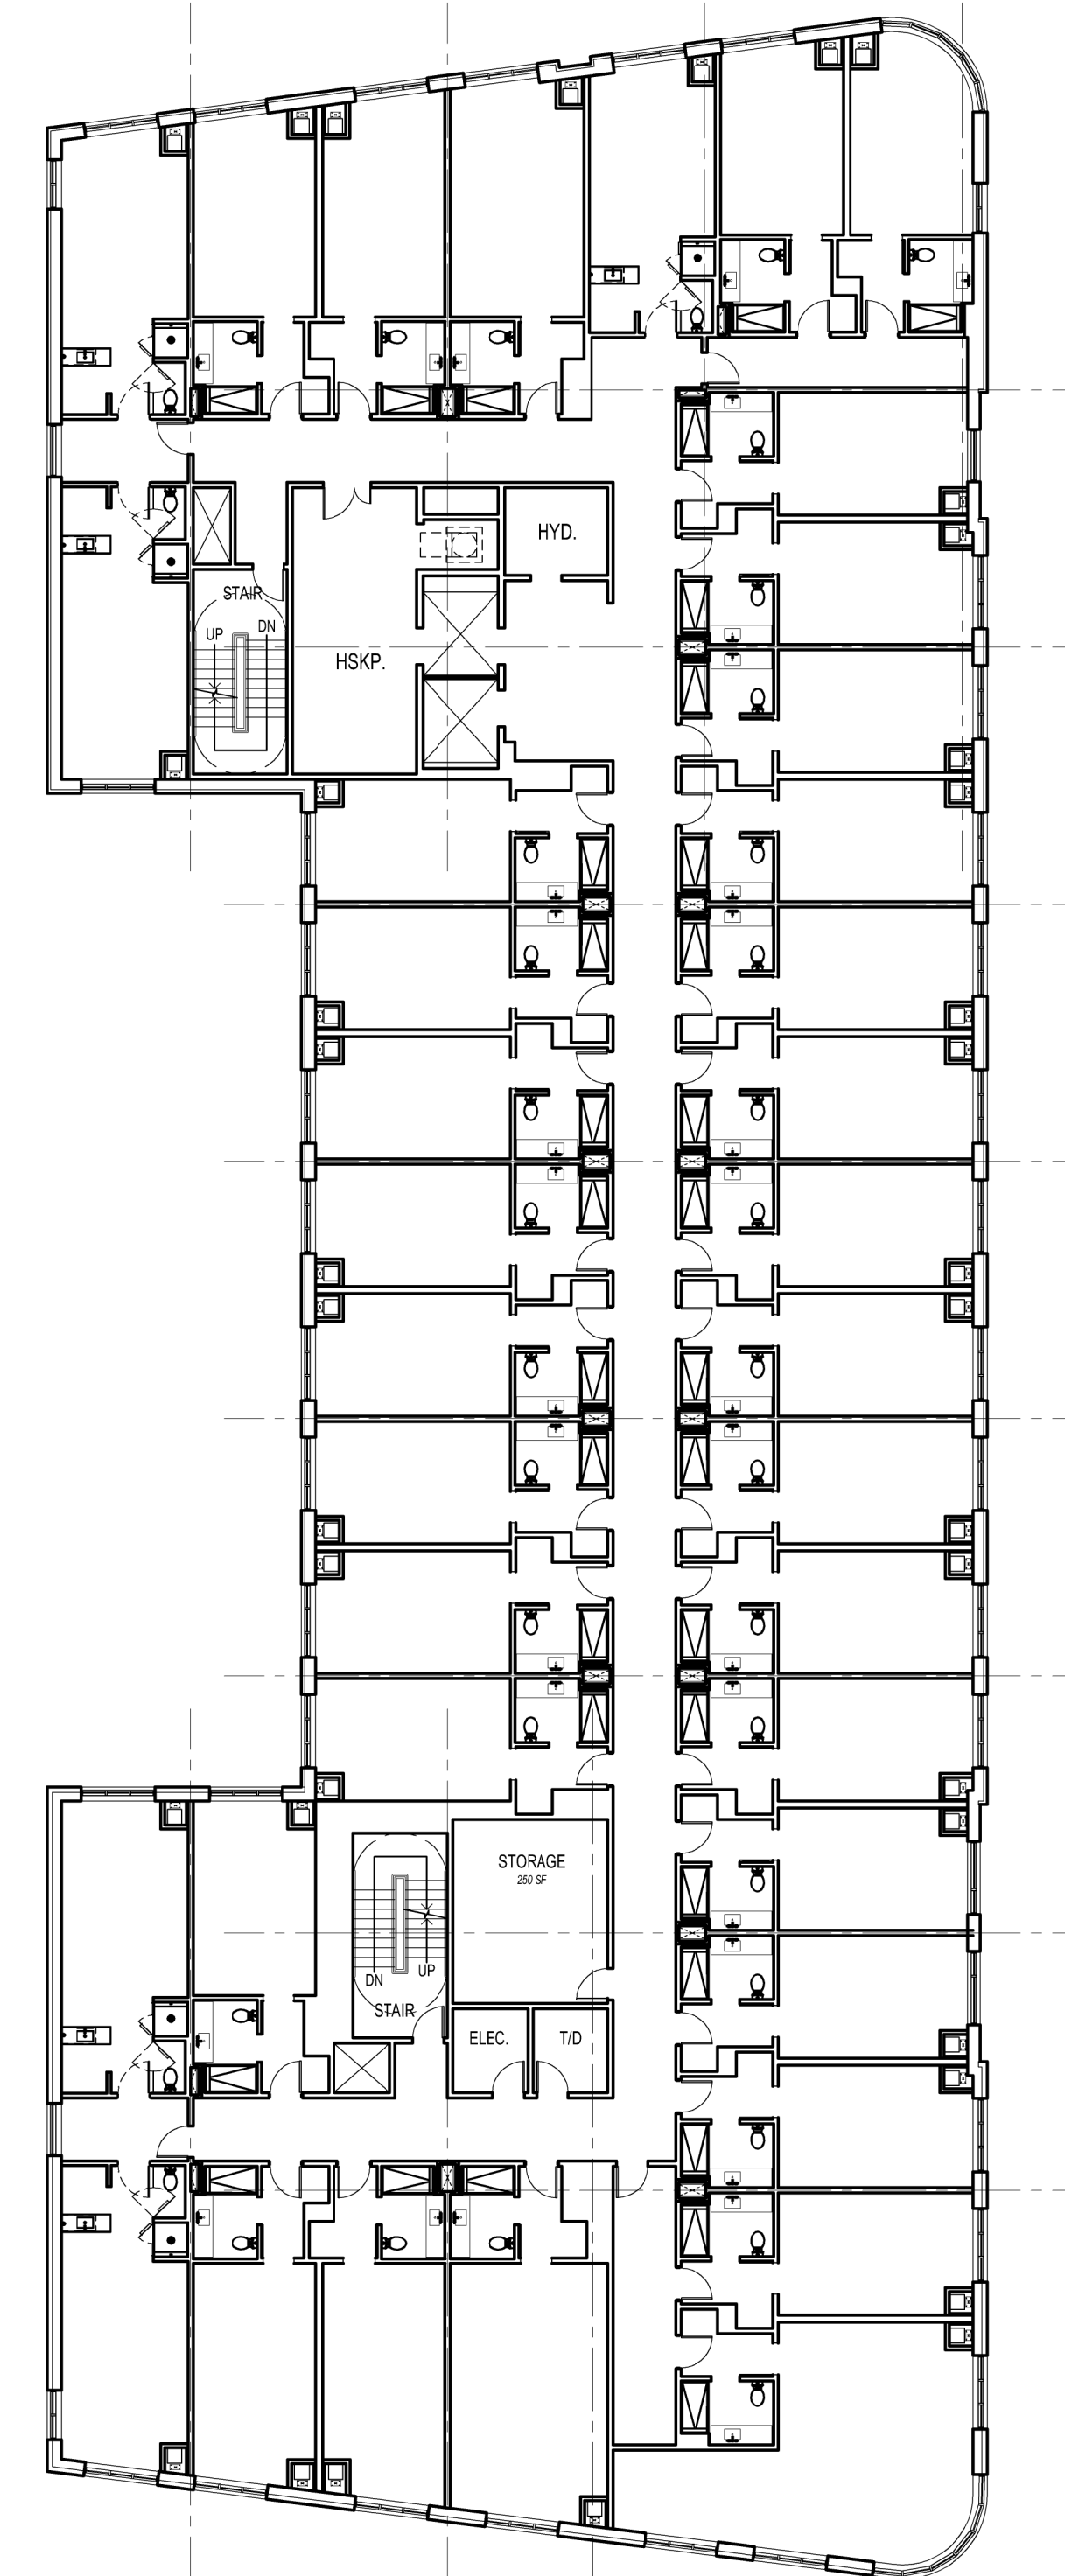 HYD.
STAIR
UP
DN
HSKP.
STORAGE
250 SF
DN
UP
STAIR
ELEC.
T/D